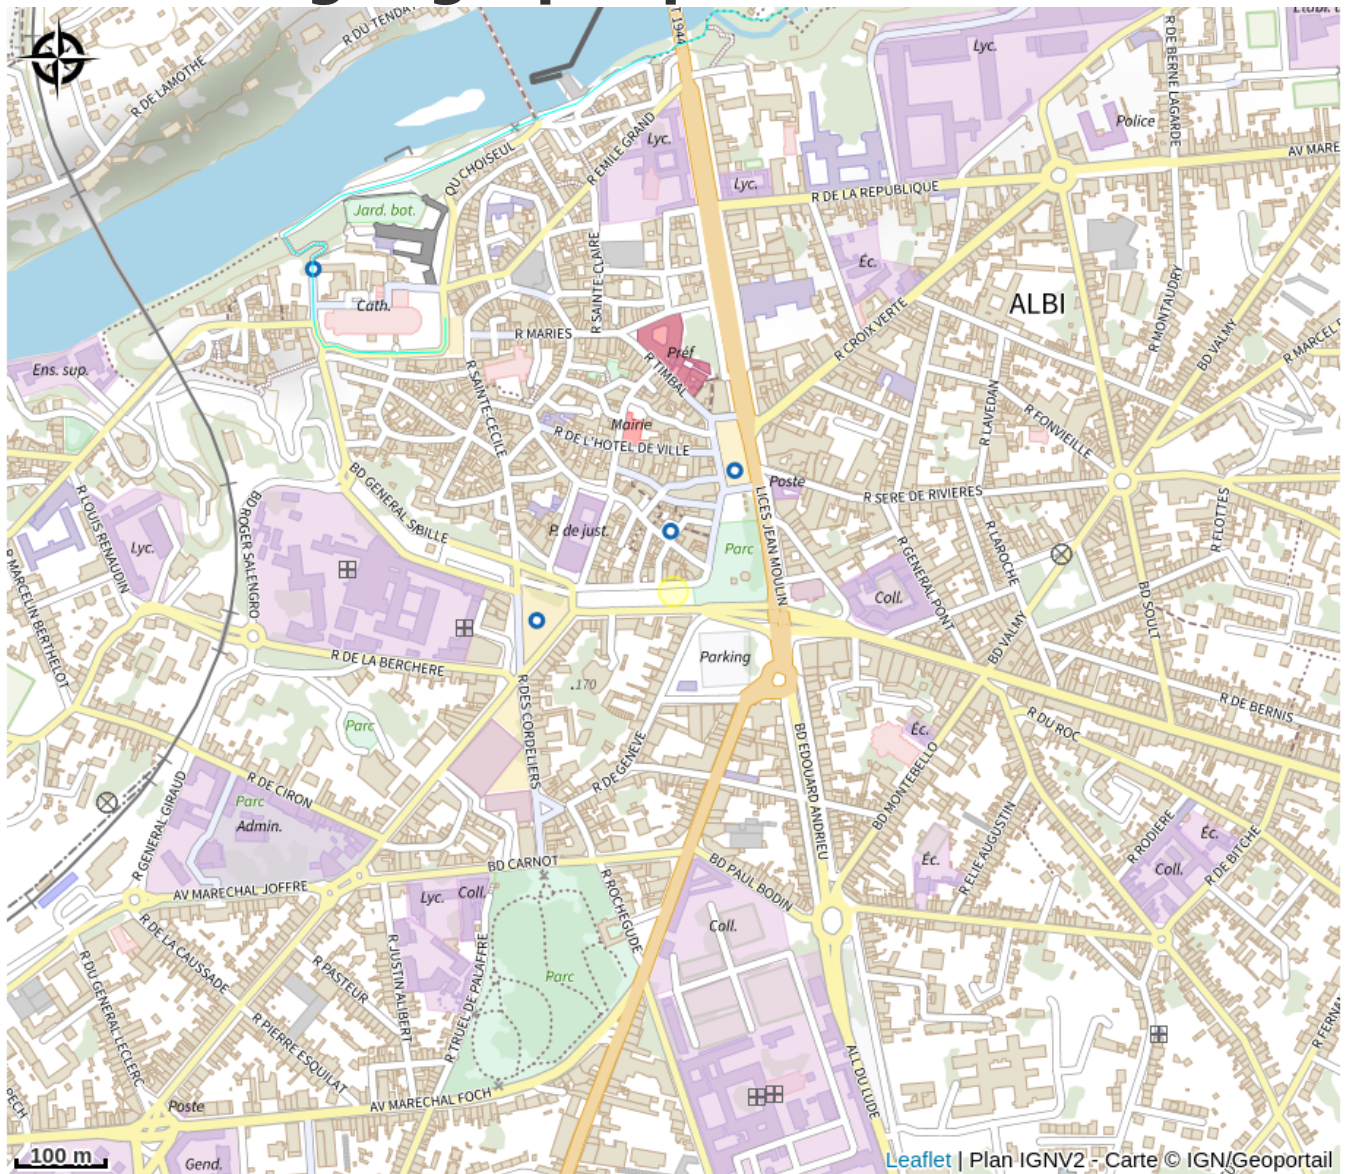 R DU TENDAT
T 1944
Lyc.
R DE BERNE LAGARDE
R DE LAMOTHE
Police
R EMILE GRAND
Lyc.
QU CHOISEUL
AV MARE
Lyc.
R DE LA REPUBLIQUE
Jard. bot.
R SAINTE-CLAIRE
Éc.
Cath.
ALBI
R MONTAUDRY
R MARIES
R CROIX VERTE
BD VALMY
R MARCEL
Préf
Ens. sup.
R TIMBAL
R SAINTE-CECILE
R LAVEDAN
R FONVIEILLE
Mairie
R DE L'HOTEL DE VILLE
BD GENERAL SIBILLE
Poste
R SERE DE RIVIERES
R LOUIS RENAUDIN
BD ROGER SALENGRO
LICES JEAN MOULIN
R FLOTTES
P. de just.
Lyc.
Parc
R GENERAL PONT
R LAROCHE
R MARCELIN BERTHELOT
Coll.
BD SOULT
BD VALMY
R DE LA BERCHERE
Parking
.170
R DES CORDELIERS
R DE BERNIS
Parc
R DU ROC
Éc.
R DE GENEVE
BD EDOUARD ANDRIEU
BD MONTEBELLO
R DE CIRON
R GENERAL GIRAUD
Parc
Admin.
R ELIE AUGUSTIN
R RODIERE
Éc.
R DE BITCHE
Éc.
Coll.
BD CARNOT
BD PAUL BODIN
AV MARECHAL JOFFRE
Lyc.
Coll.
R ROCHEGUDE
Coll.
R DE LA CAUSSADE
R DU GENERAL LECLERC
R PASTEUR
R JUSTIN ALIBERT
R TRUEL DE PALAFFRE
Parc
R PIERRE ESQUILAT
R FERNA
ALL DU LUDE
AV MARECHAL FOCH
PECH
Poste
100 m
Gend.
Leaflet | Plan IGNV2 - Carte © IGN/Geoportail